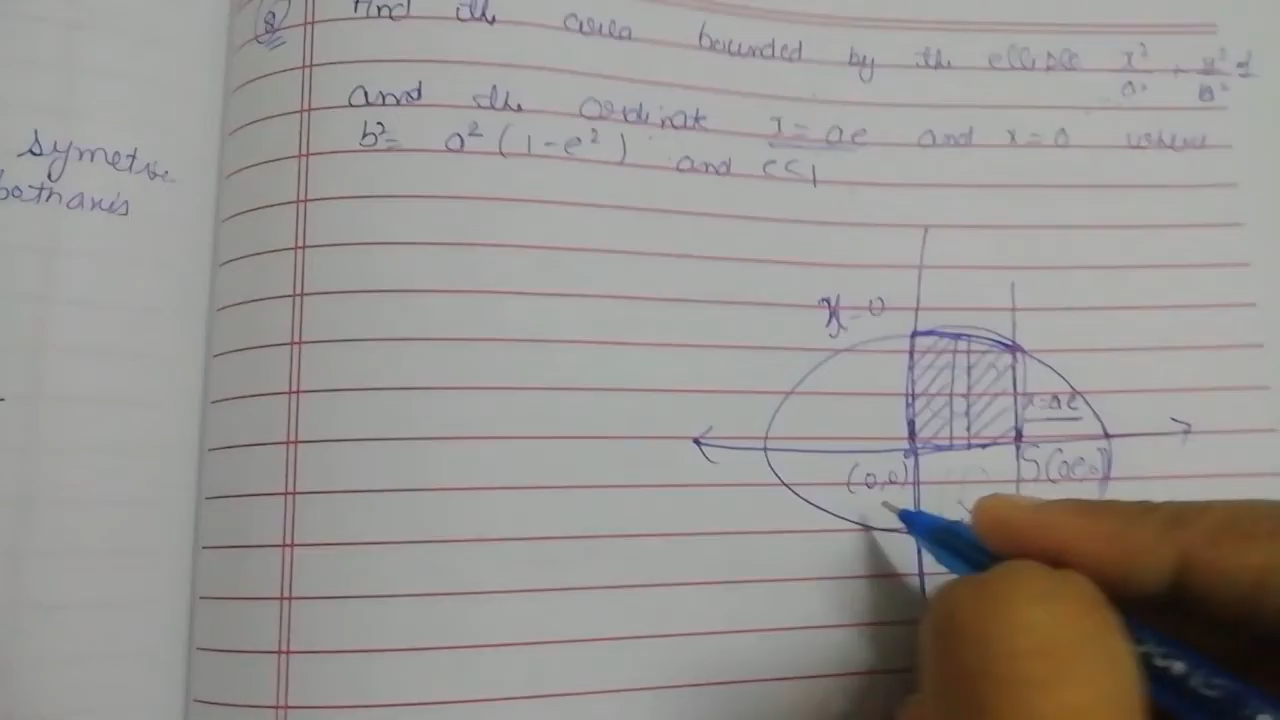 Q Find the area bounded by the ellipse x²/a² + y²/b² = 1
and the ordinat x = ae and x = 0 where
b² = a² (1 - e²) and e<1
symetric
both axis
x = 0
x = ae
(0,0) S(ae,0)